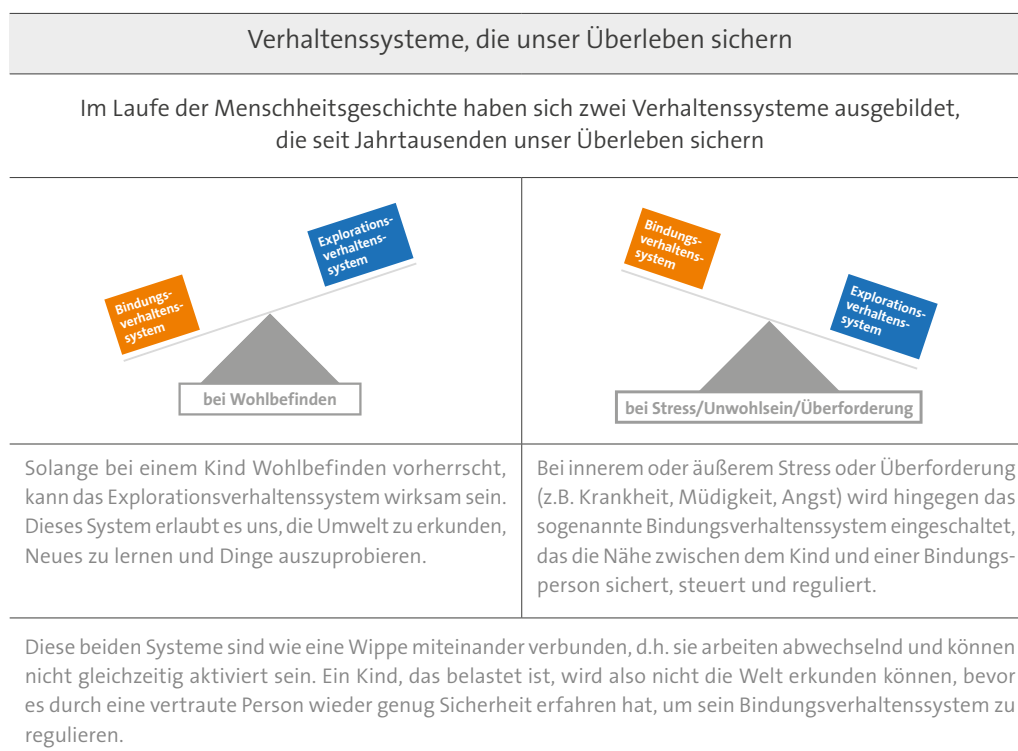 Verhaltenssysteme, die unser Überleben sichern
Im Laufe der Menschheitsgeschichte haben sich zwei Verhaltenssysteme ausgebildet,
die seit Jahrtausenden unser Überleben sichern
Bindungs-
verhaltens-
system
Explorations-
verhaltens-
system
bei Wohlbefinden
Bindungs-
verhaltens-
system
Explorations-
verhaltens-
system
bei Stress/Unwohlsein/Überforderung
Solange bei einem Kind Wohlbefinden vorherrscht,
kann das Explorationsverhaltenssystem wirksam sein.
Dieses System erlaubt es uns, die Umwelt zu erkunden,
Neues zu lernen und Dinge auszuprobieren.
Bei innerem oder äußerem Stress oder Überforderung
(z.B. Krankheit, Müdigkeit, Angst) wird hingegen das
sogenannte Bindungsverhaltenssystem eingeschaltet,
das die Nähe zwischen dem Kind und einer Bindungs-
person sichert, steuert und reguliert.
Diese beiden Systeme sind wie eine Wippe miteinander verbunden, d.h. sie arbeiten abwechselnd und können
nicht gleichzeitig aktiviert sein. Ein Kind, das belastet ist, wird also nicht die Welt erkunden können, bevor
es durch eine vertraute Person wieder genug Sicherheit erfahren hat, um sein Bindungsverhaltenssystem zu
regulieren.